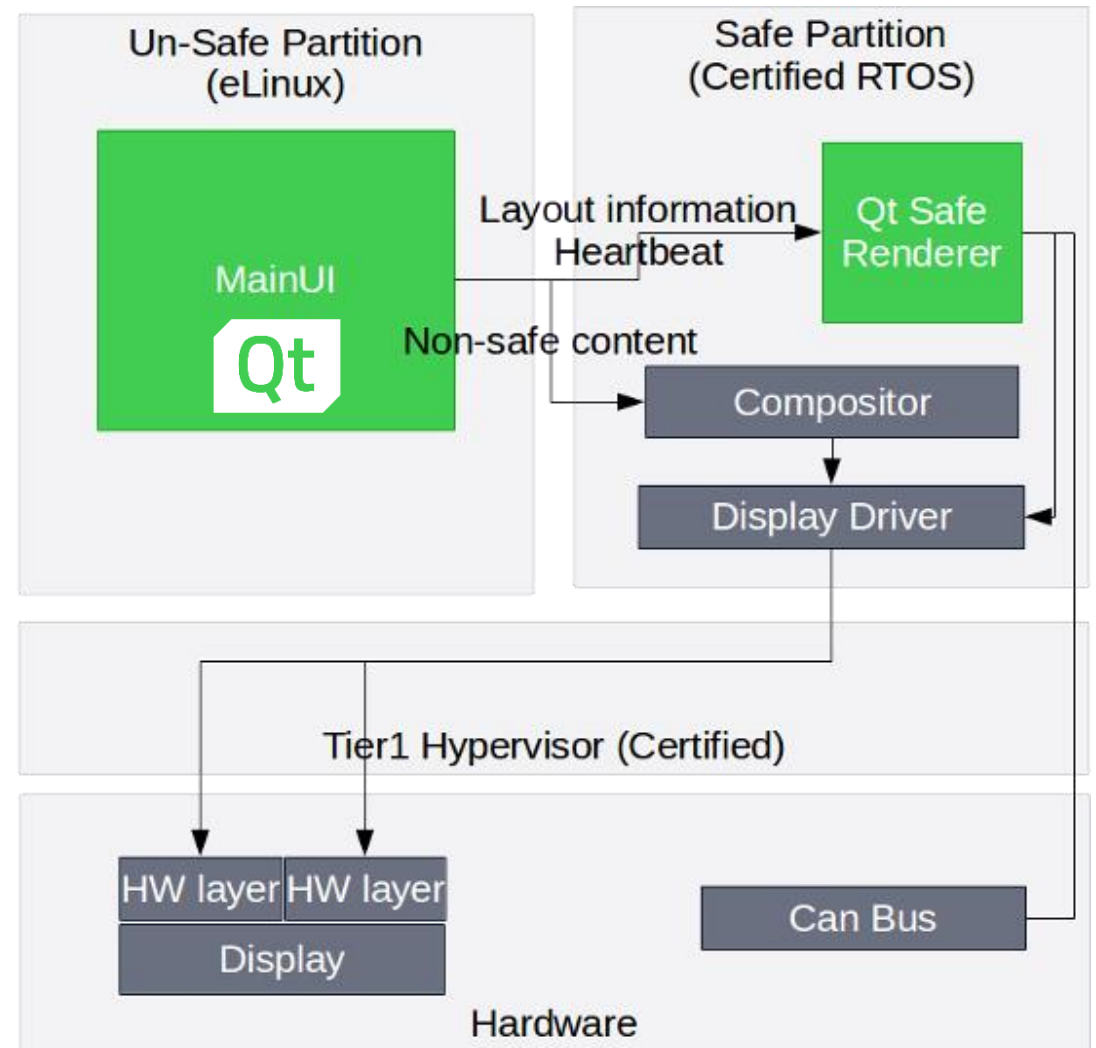 Un-Safe Partition
(eLinux)
Safe Partition
(Certified RTOS)
MainUI
Qt
Layout information
Heartbeat
Non-safe content
Qt Safe
Renderer
Compositor
Display Driver
Tier1 Hypervisor (Certified)
HW layer
HW layer
Display
Can Bus
Hardware